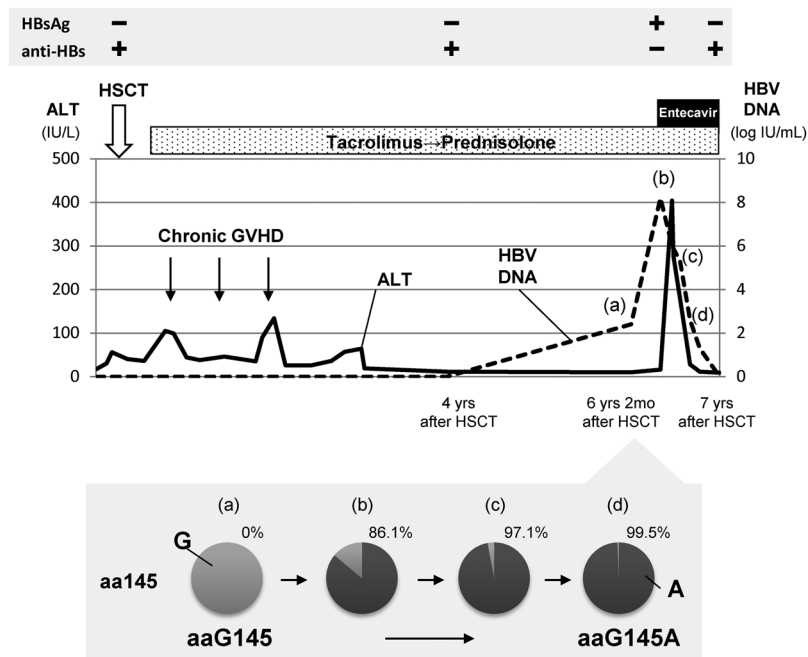 HBsAg − − + −
anti-HBs + + − +
HSCT
ALT
(IU/L)
HBV
DNA
(log IU/mL)
Entecavir
Tacrolimus→Prednisolone
500 10
400 8
300 6
200 4
100 2
0 0
Chronic GVHD
ALT
HBV
DNA
(a)
(b)
(c)
(d)
4 yrs
after HSCT
6 yrs 2mo
after HSCT
7 yrs
after HSCT
(a) (b) (c) (d)
0% 86.1% 97.1% 99.5%
G
aa145
A
aaG145 aaG145A